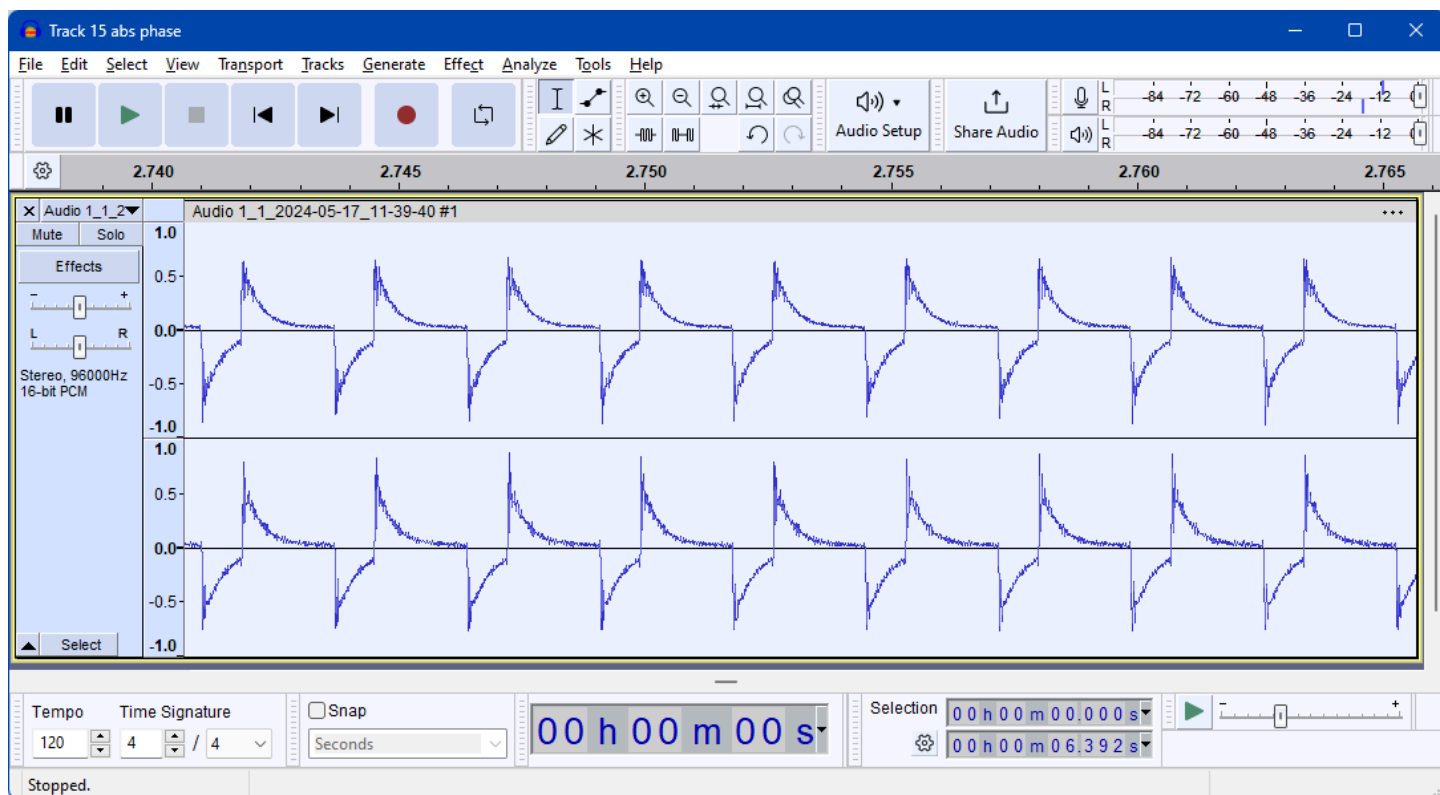 Track 15 abs phase
File Edit Select View Transport Tracks Generate Effect Analyze Tools Help
Audio Setup
Share Audio
L
R
-84 -72 -60 -48 -36 -24 -12 0
L
R
-84 -72 -60 -48 -36 -24 -12 0
2.740 2.745 2.750 2.755 2.760 2.765
Audio 1_1_2
Audio 1_1_2024-05-17_11-39-40 #1
Mute Solo
Effects
- +
L R
Stereo, 96000Hz
16-bit PCM
Select
1.0
0.5
0.0
-0.5
-1.0
1.0
0.5
0.0
-0.5
-1.0
Tempo
120
Time Signature
4 / 4
Snap
Seconds
00 h 00 m 00 s
Selection
00 h 00 m 00.000 s
00 h 00 m 06.392 s
- +
Stopped.